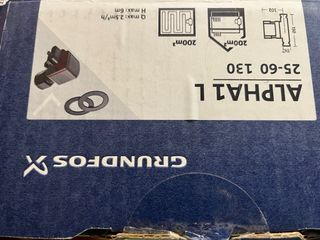 GRUNDFOS
ALPHA1 L
25-60 130
200m²
200m²
Q max: 2.5m³/h
H max: 6m